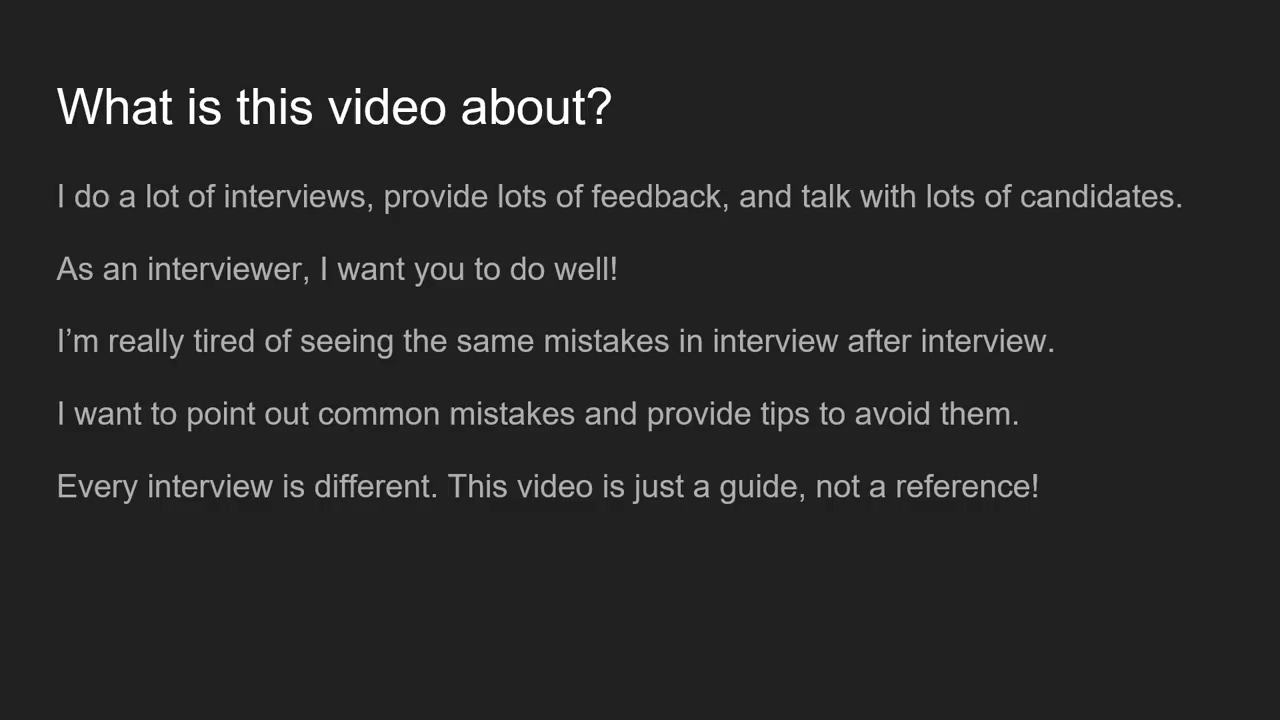 What is this video about?
I do a lot of interviews, provide lots of feedback, and talk with lots of candidates.
As an interviewer, I want you to do well!
I’m really tired of seeing the same mistakes in interview after interview.
I want to point out common mistakes and provide tips to avoid them.
Every interview is different. This video is just a guide, not a reference!